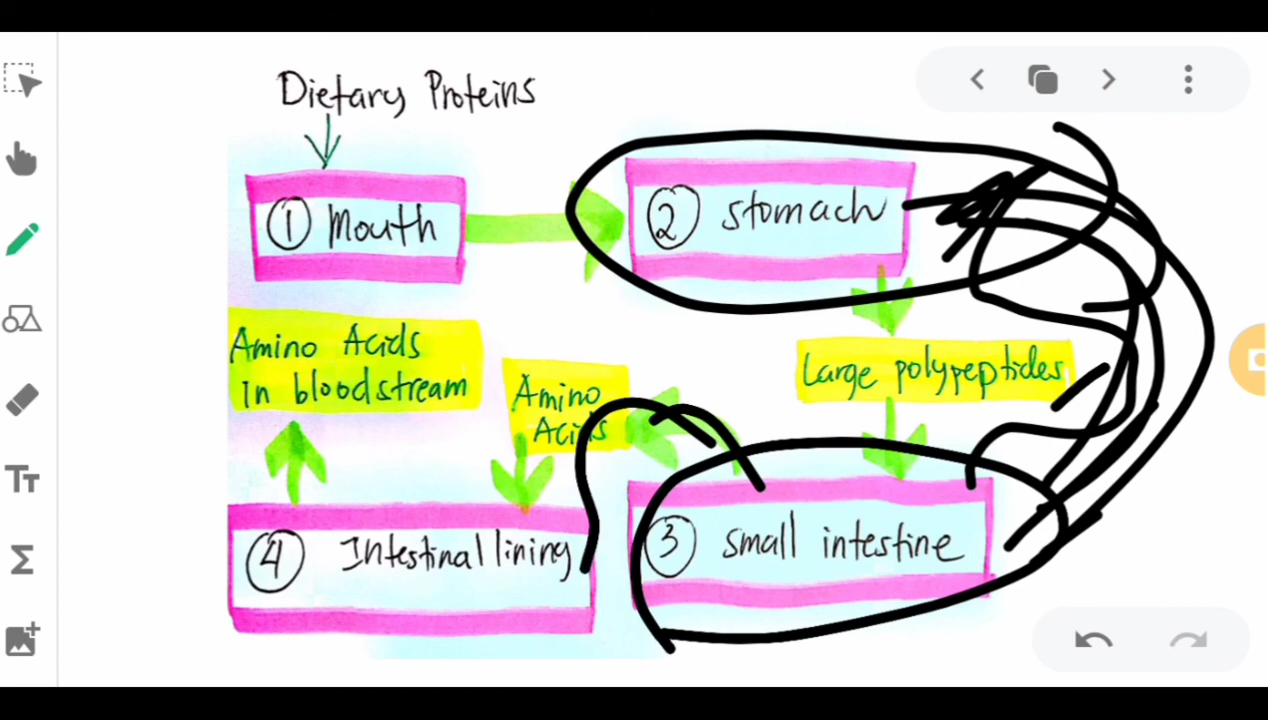 Dietary Proteins
① Mouth
② stomach
Amino Acids
In bloodstream
Amino
Acids
Large polypeptides
④ Intestinal lining
③ small intestine
Tт
Σ